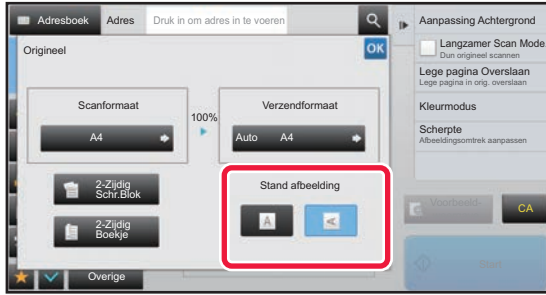 Adresboek
Adres
Druk in om adres in te voeren
Origineel
OK
Scanformaat
A4
100%
Verzendformaat
Auto A4
2-Zijdig
Schr.Blok
2-Zijdig
Boekje
Stand afbeelding
A
A
Overige
Aanpassing Achtergrond
Langzamer Scan Mode
Dun origineel scannen
Lege pagina Overslaan
Lege pagina in orig. overslaan
Kleurmodus
Scherpte
Afbeeldingsomtrek aanpassen
Voorbeeld-
CA
Start